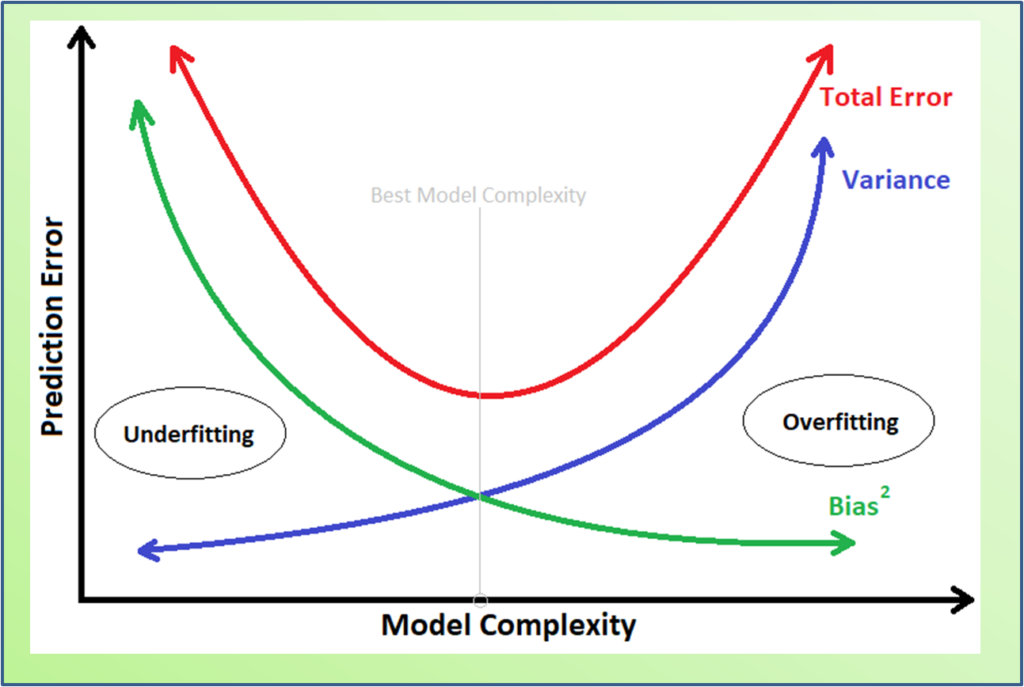 Total Error
Variance
Best Model Complexity
Prediction Error
Underfitting
Overfitting
Bias²
Model Complexity